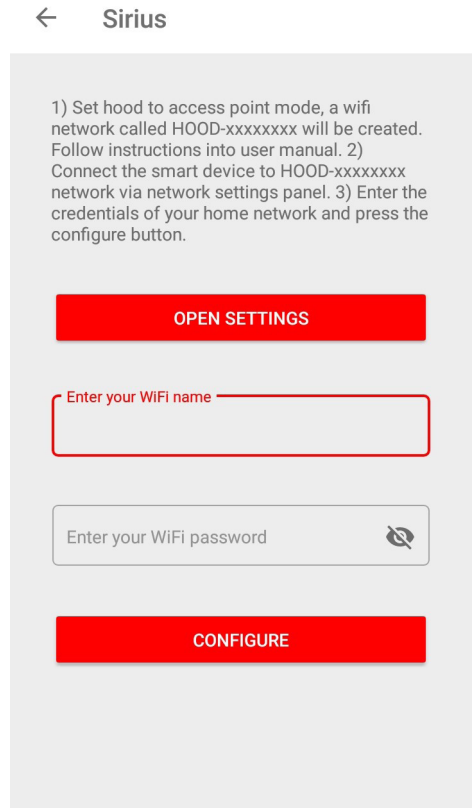 Sirius
1) Set hood to access point mode, a wifi
network called HOOD-xxxxxxxx will be created.
Follow instructions into user manual. 2)
Connect the smart device to HOOD-xxxxxxxx
network via network settings panel. 3) Enter the
credentials of your home network and press the
configure button.
OPEN SETTINGS
Enter your WiFi name
Enter your WiFi password
CONFIGURE